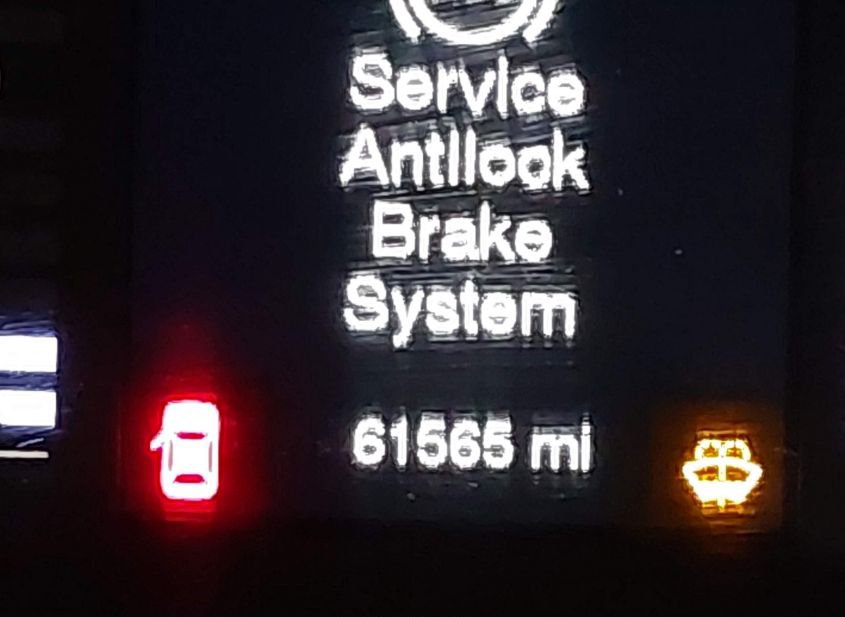 Service
Antilock
Brake
System
61565 mi